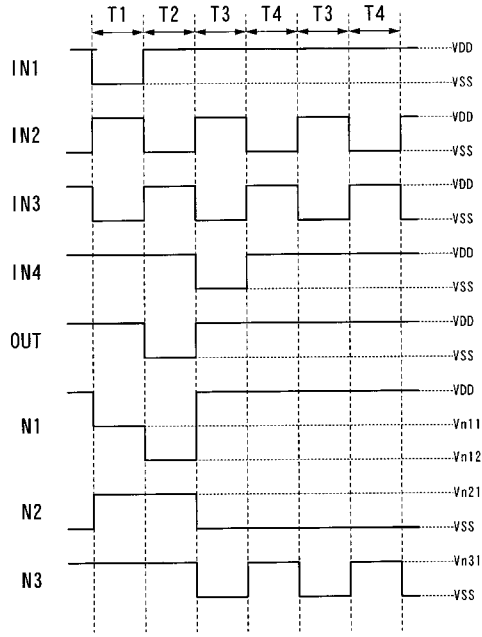 T1 T2 T3 T4 T3 T4
IN1 VDD
VSS
IN2 VDD
VSS
IN3 VDD
VSS
IN4 VDD
VSS
OUT VDD
VSS
N1 VDD
Vn11
Vn12
N2 Vn21
VSS
N3 Vn31
VSS